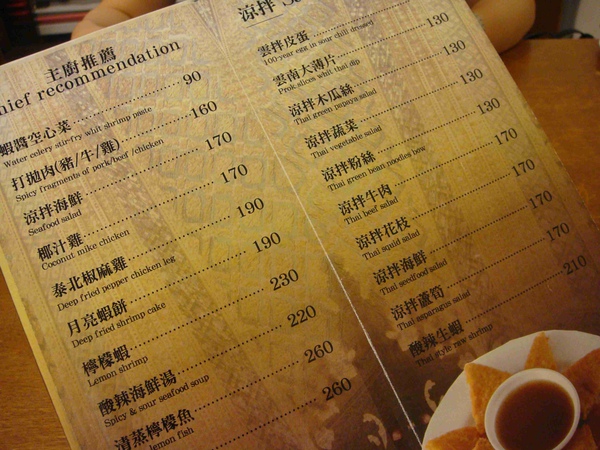 主廚推薦
hief recommendation
蝦醬空心菜 90
Water celery stir-fry whit shrimp paste
打拋肉(豬/牛/雞) 160
Spicy fragments of pork/beef /chicken
涼拌海鮮 170
Seafood salad
椰汁雞 170
Coconut mike chicken
泰北椒麻雞 190
Deep fried pepper chicken leg
月亮蝦餅 190
Deep fried shrimp cake
檸檬蝦 230
Lemon shrimp
酸辣海鮮湯 220
Spicy & sour seafood soup
清蒸檸檬魚 260
lemon fish
260
涼拌
雲拌皮蛋 130
100-year egg in sour chili dressed
雲南大薄片 130
Prok slices whit thai dip
涼拌木瓜絲 130
Thai green papaya salad
涼拌蔬菜 130
Thai vegetable salad
涼拌粉絲 170
Thai green bean noodles bow
涼拌牛肉 170
Thai beef salad
涼拌花枝 170
Thai squid salad
涼拌海鮮 170
Thai seedfood salad
涼拌蘆筍 210
Thai asparagus salad
酸辣生蝦
Thai style raw shrimp